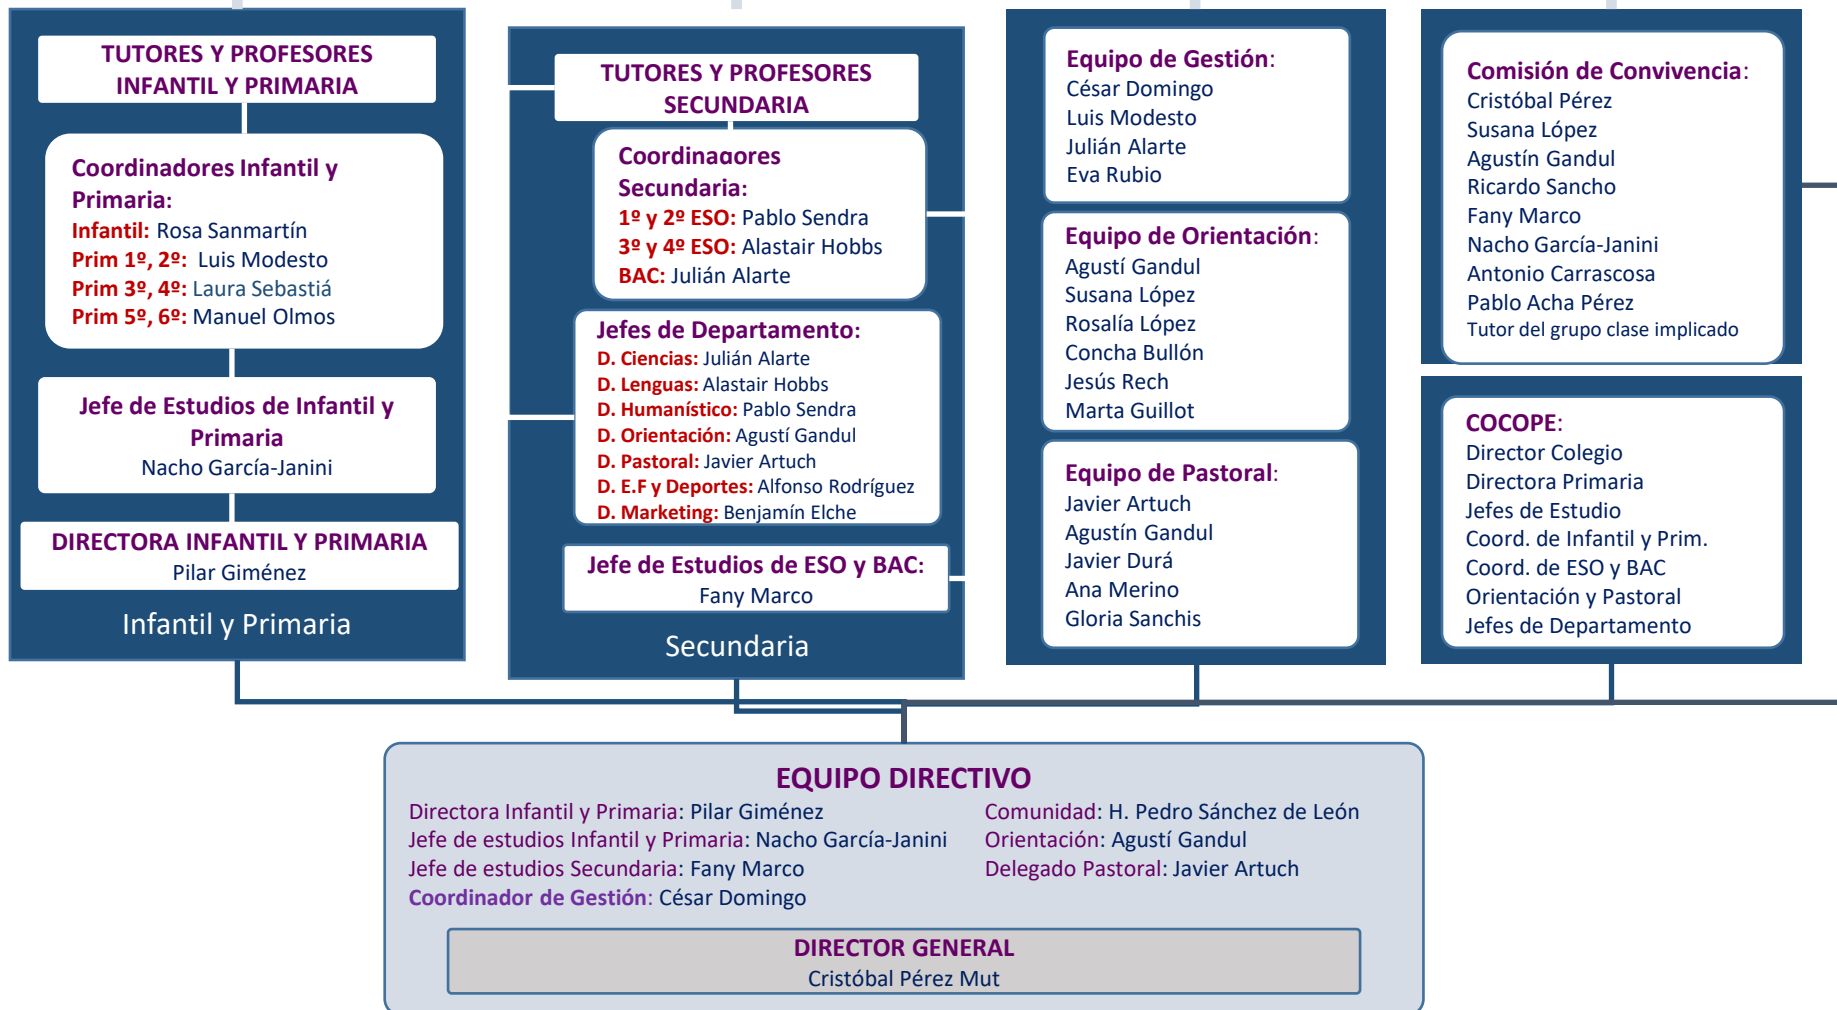 TUTORES Y PROFESORES
INFANTIL Y PRIMARIA
Coordinadores Infantil y
Primaria:
Infantil: Rosa Sanmartín
Prim 1º, 2º: Luis Modesto
Prim 3º, 4º: Laura Sebastiá
Prim 5º, 6º: Manuel Olmos
Jefe de Estudios de Infantil y
Primaria
Nacho García-Janini
DIRECTORA INFANTIL Y PRIMARIA
Pilar Giménez
Infantil y Primaria
TUTORES Y PROFESORES
SECUNDARIA
Coordinadores
Secundaria:
1º y 2º ESO: Pablo Sendra
3º y 4º ESO: Alastair Hobbs
BAC: Julián Alarte
Jefes de Departamento:
D. Ciencias: Julián Alarte
D. Lenguas: Alastair Hobbs
D. Humanístico: Pablo Sendra
D. Orientación: Agustí Gandul
D. Pastoral: Javier Artuch
D. E.F y Deportes: Alfonso Rodríguez
D. Marketing: Benjamín Elche
Jefe de Estudios de ESO y BAC:
Fany Marco
Secundaria
Equipo de Gestión:
César Domingo
Luis Modesto
Julián Alarte
Eva Rubio
Equipo de Orientación:
Agustí Gandul
Susana López
Rosalía López
Concha Bullón
Jesús Rech
Marta Guillot
Equipo de Pastoral:
Javier Artuch
Agustín Gandul
Javier Durá
Ana Merino
Gloria Sanchis
Comisión de Convivencia:
Cristóbal Pérez
Susana López
Agustín Gandul
Ricardo Sancho
Fany Marco
Nacho García-Janini
Antonio Carrascosa
Pablo Acha Pérez
Tutor del grupo clase implicado
COCOPE:
Director Colegio
Directora Primaria
Jefes de Estudio
Coord. de Infantil y Prim.
Coord. de ESO y BAC
Orientación y Pastoral
Jefes de Departamento
EQUIPO DIRECTIVO
Directora Infantil y Primaria: Pilar Giménez
Jefe de estudios Infantil y Primaria: Nacho García-Janini
Jefe de estudios Secundaria: Fany Marco
Coordinador de Gestión: César Domingo
Comunidad: H. Pedro Sánchez de León
Orientación: Agustí Gandul
Delegado Pastoral: Javier Artuch
DIRECTOR GENERAL
Cristóbal Pérez Mut